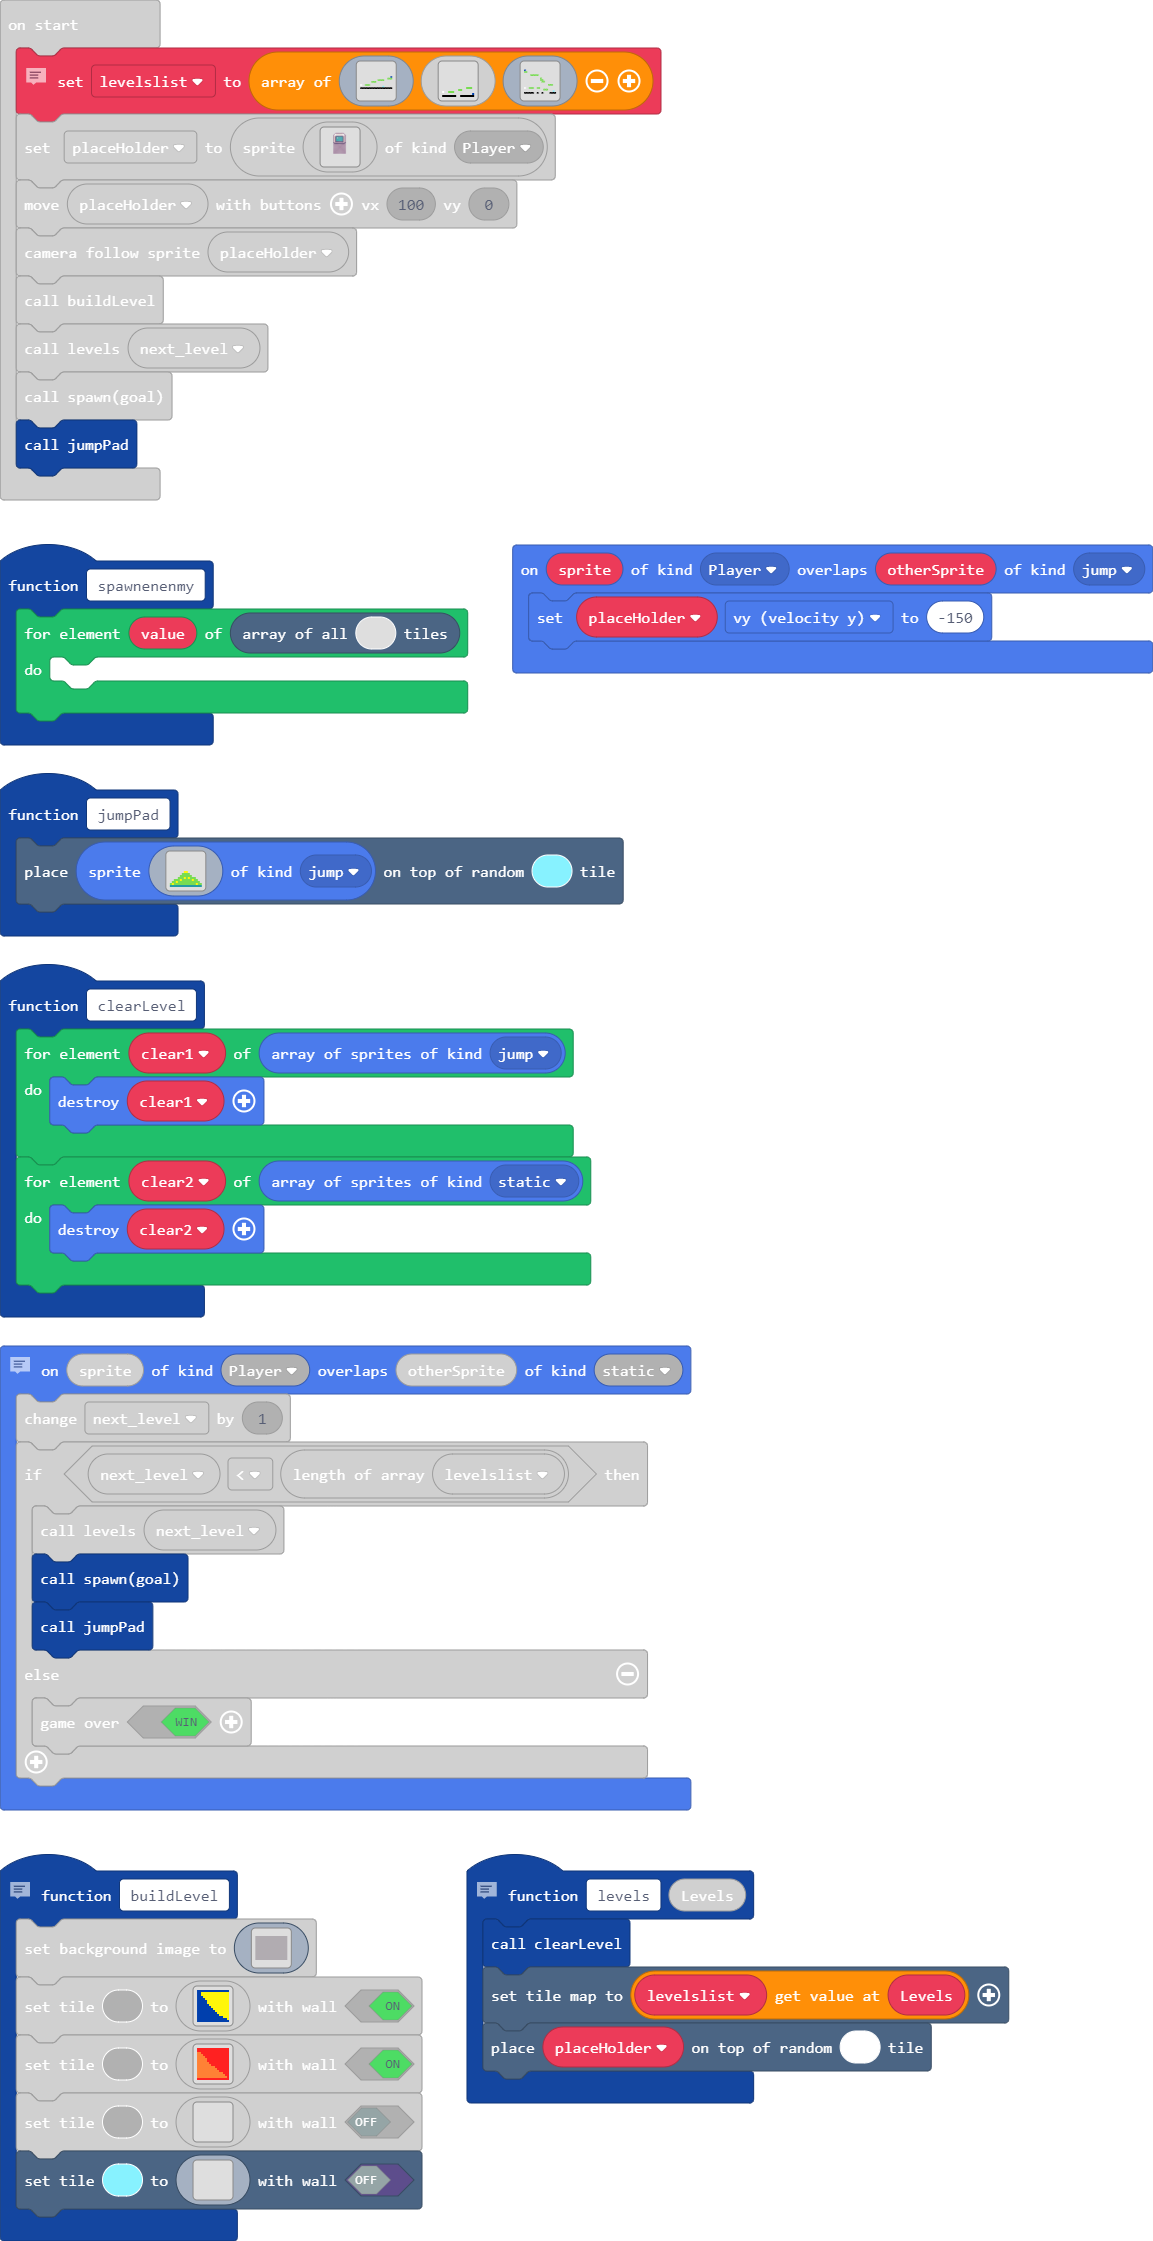 on start
set levelslist to array of
set placeHolder to sprite of kind Player
move placeHolder with buttons vx 100 vy 0
camera follow sprite placeHolder
call buildLevel
call levels next_level
call spawn(goal)
call jumpPad
function spawnenenmy
for element value of array of all tiles
do
on sprite of kind Player overlaps otherSprite of kind jump
set placeHolder vy (velocity y) to -150
function jumpPad
place sprite of kind jump on top of random tile
function clearLevel
for element clear1 of array of sprites of kind jump
do
destroy clear1
for element clear2 of array of sprites of kind static
do
destroy clear2
on sprite of kind Player overlaps otherSprite of kind static
change next_level by 1
if next_level < length of array levelslist then
call levels next_level
call spawn(goal)
call jumpPad
else
game over WIN
function buildLevel
set background image to
set tile to with wall ON
set tile to with wall ON
set tile to with wall OFF
set tile to with wall OFF
function levels Levels
call clearLevel
set tile map to levelslist get value at Levels
place placeHolder on top of random tile